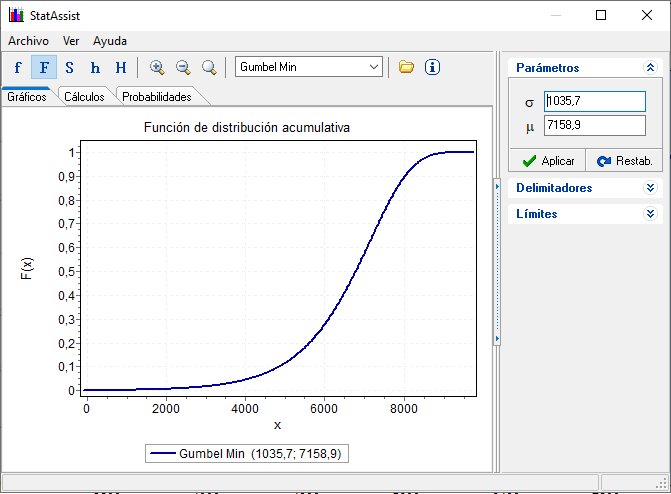 StatAssist
Archivo Ver Ayuda
f F S h H Gumbel Min
Gráficos Cálculos Probabilidades
Función de distribución acumulativa
1
0,9
0,8
0,7
0,6
0,5
0,4
0,3
0,2
0,1
0
F(x)
0 2000 4000 6000 8000
x
Gumbel Min (1035,7; 7158,9)
Parámetros
σ 1035,7
μ 7158,9
Aplicar Restab.
Delimitadores
Límites